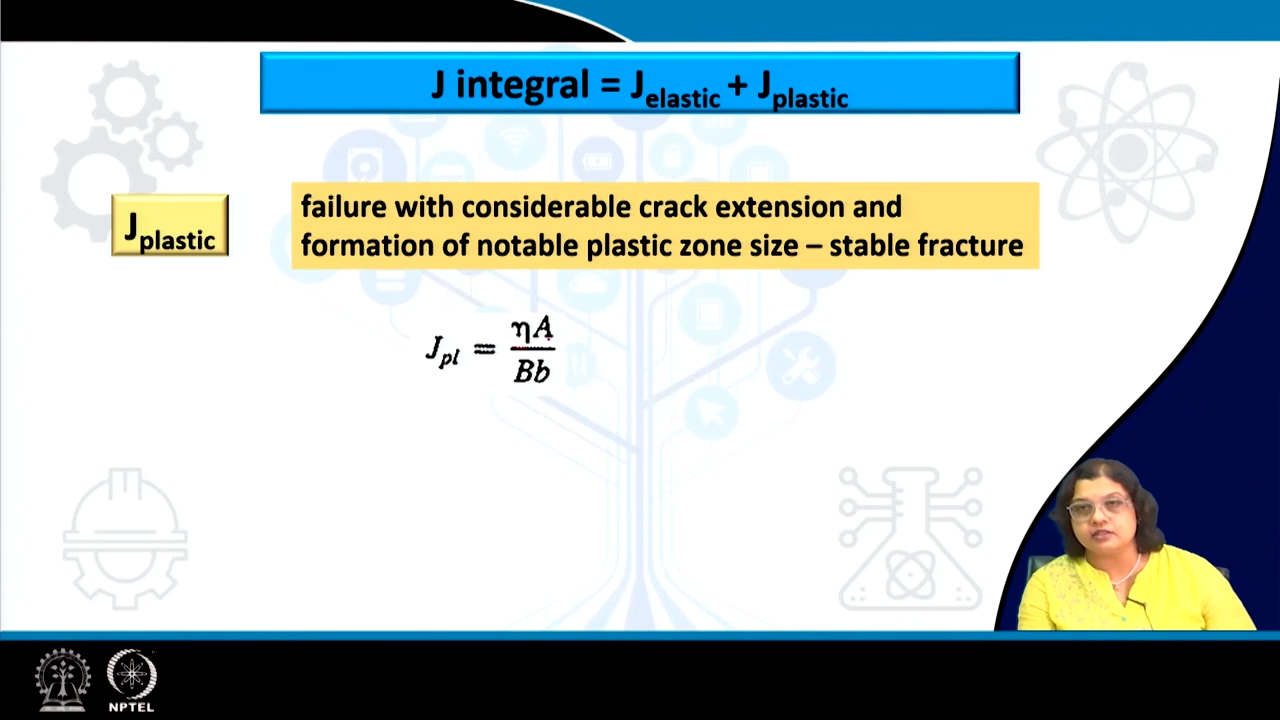 J integral = J_elastic + J_plastic
J_plastic
failure with considerable crack extension and
formation of notable plastic zone size – stable fracture
J_pl = ηA / Bb
NPTEL